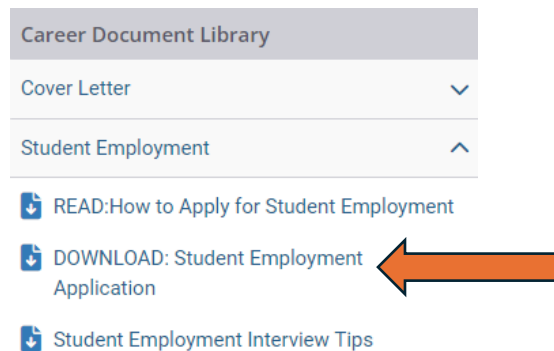 Career Document Library
Cover Letter
Student Employment
READ:How to Apply for Student Employment
DOWNLOAD: Student Employment
Application
Student Employment Interview Tips